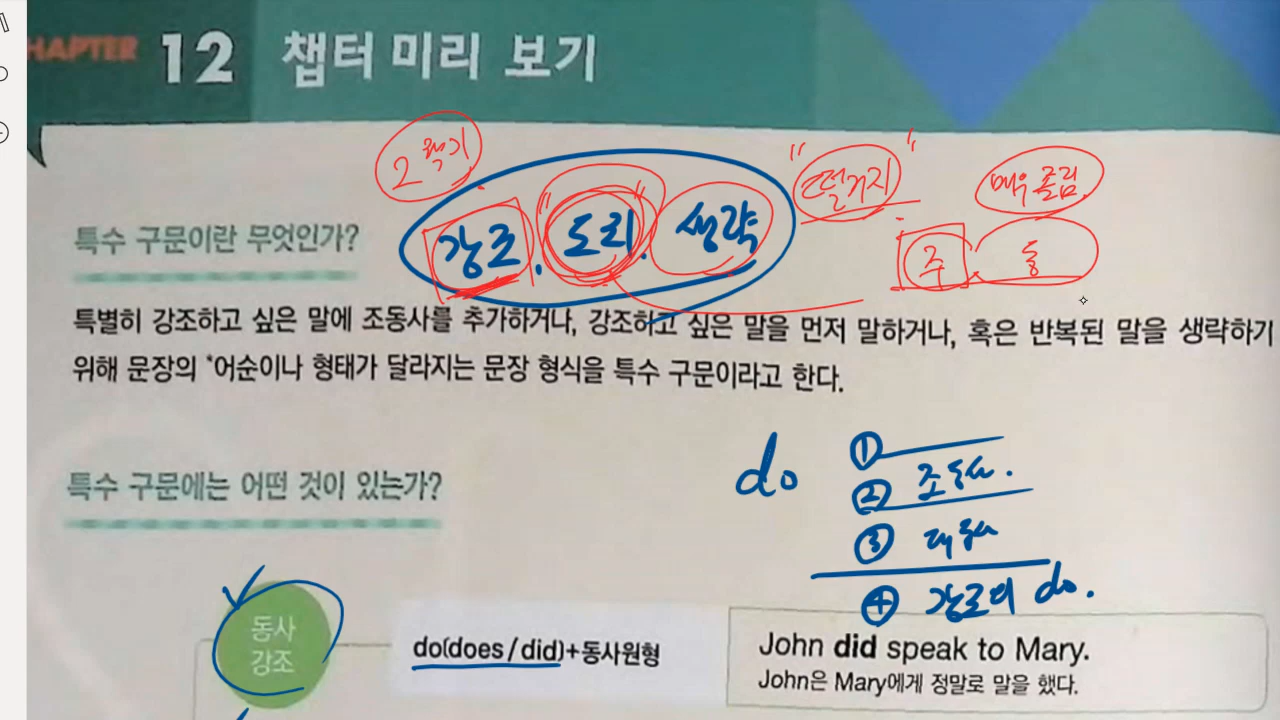 CHAPTER 12 챕터 미리 보기
2
강조. "도리". 생략
"떨거지"
매우 졸림.
주
동
특수 구문이란 무엇인가?
특별히 강조하고 싶은 말에 조동사를 추가하거나, 강조하고 싶은 말을 먼저 말하거나, 혹은 반복된 말을 생략하기
위해 문장의 *어순이나 형태가 달라지는 문장 형식을 특수 구문이라고 한다.
특수 구문에는 어떤 것이 있는가?
do ①
② 조동사.
③ 대동사
④ 강조의 do.
동사
강조
do(does/did)+동사원형
John did speak to Mary.
John은 Mary에게 정말로 말을 했다.